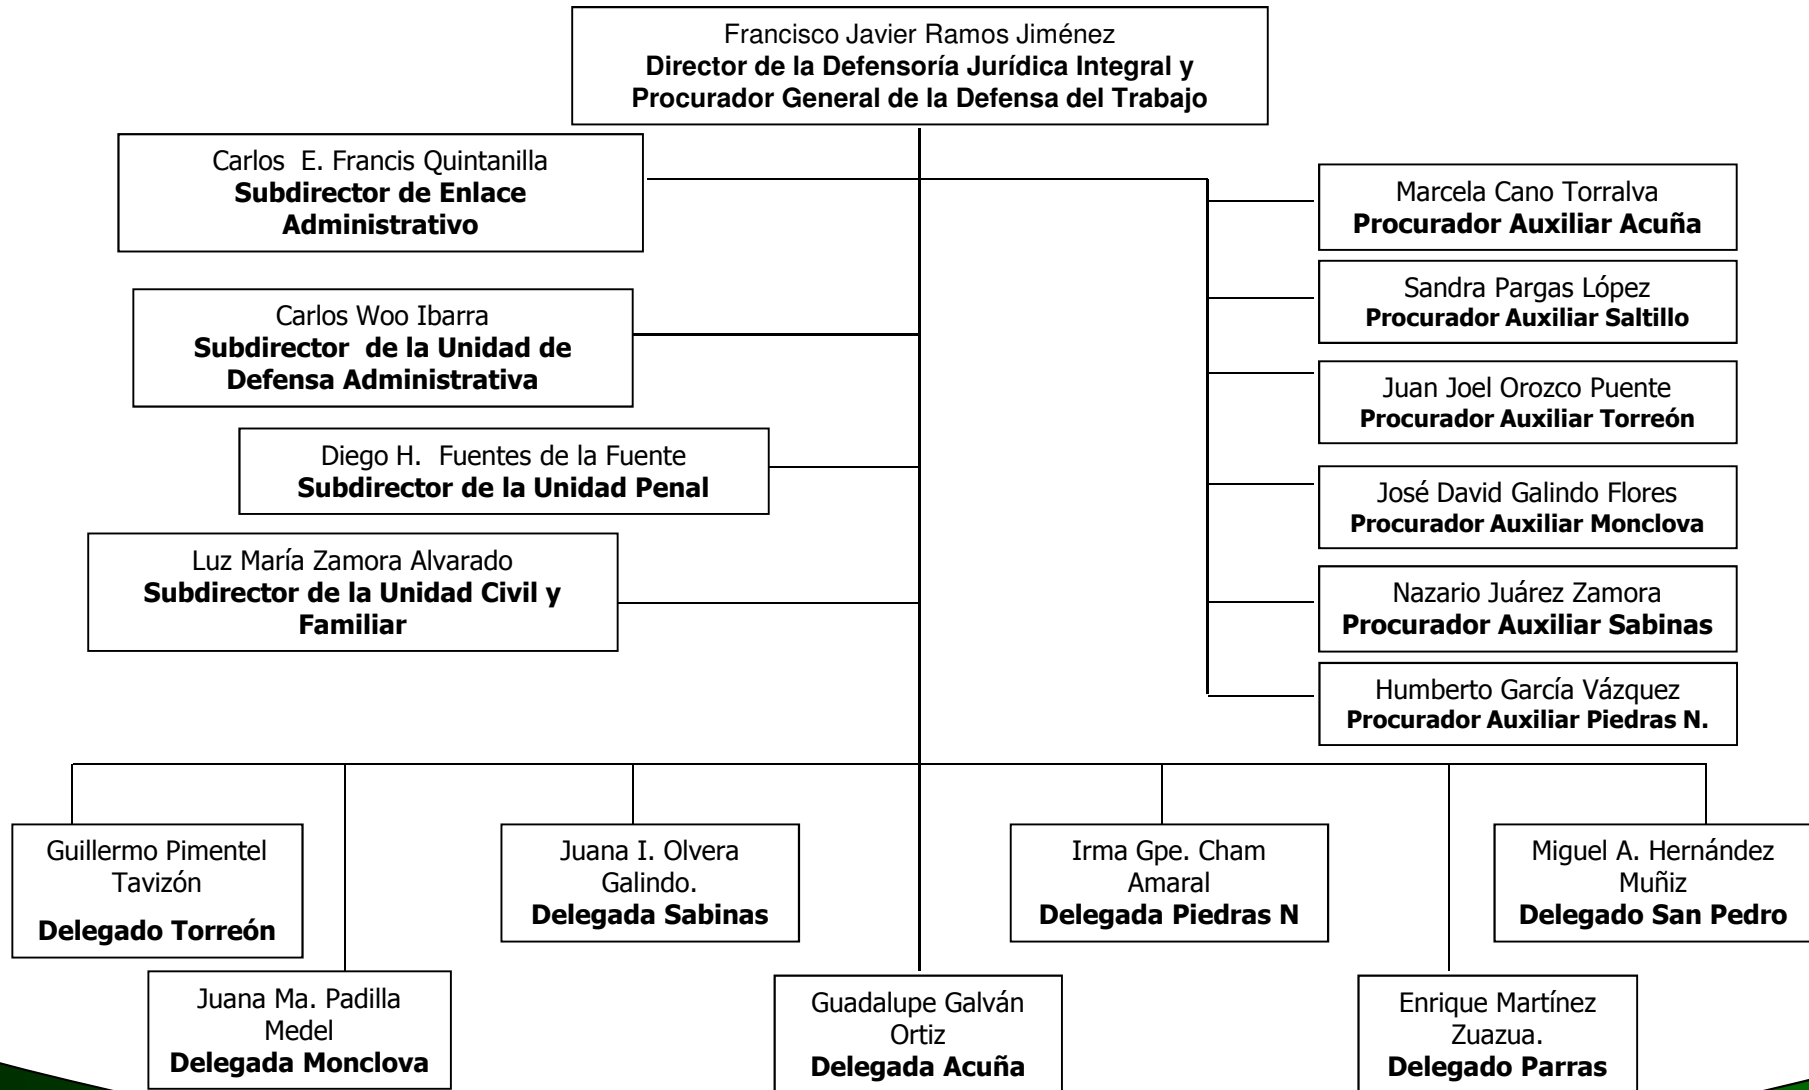 Francisco Javier Ramos Jiménez
Director de la Defensoría Jurídica Integral y
Procurador General de la Defensa del Trabajo
Carlos E. Francis Quintanilla
Subdirector de Enlace
Administrativo
Carlos Woo Ibarra
Subdirector de la Unidad de
Defensa Administrativa
Diego H. Fuentes de la Fuente
Subdirector de la Unidad Penal
Luz María Zamora Alvarado
Subdirector de la Unidad Civil y
Familiar
Marcela Cano Torralva
Procurador Auxiliar Acuña
Sandra Pargas López
Procurador Auxiliar Saltillo
Juan Joel Orozco Puente
Procurador Auxiliar Torreón
José David Galindo Flores
Procurador Auxiliar Monclova
Nazario Juárez Zamora
Procurador Auxiliar Sabinas
Humberto García Vázquez
Procurador Auxiliar Piedras N.
Guillermo Pimentel
Tavizón
Delegado Torreón
Juana Ma. Padilla
Medel
Delegada Monclova
Juana I. Olvera
Galindo.
Delegada Sabinas
Guadalupe Galván
Ortiz
Delegada Acuña
Irma Gpe. Cham
Amaral
Delegada Piedras N
Enrique Martínez
Zuazua.
Delegado Parras
Miguel A. Hernández
Muñiz
Delegado San Pedro